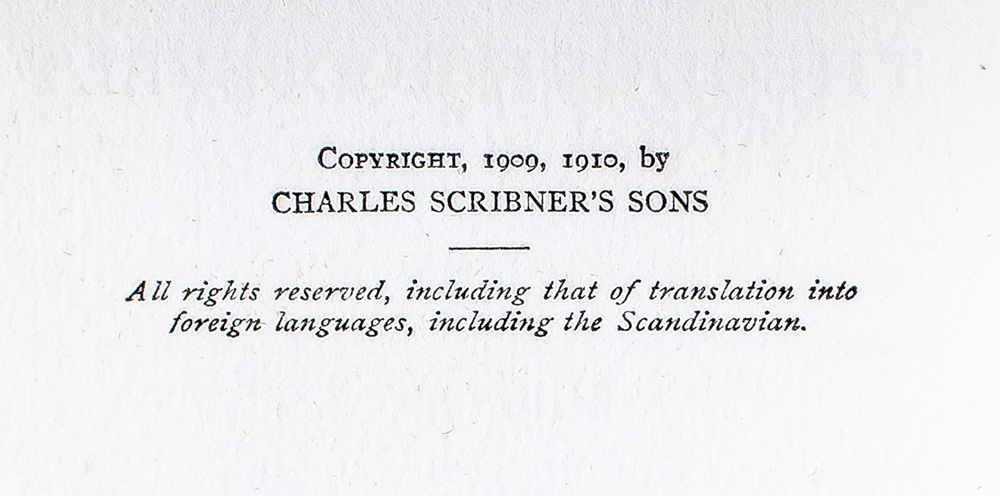 Copyright, 1909, 1910, by
CHARLES SCRIBNER'S SONS
All rights reserved, including that of translation into
foreign languages, including the Scandinavian.